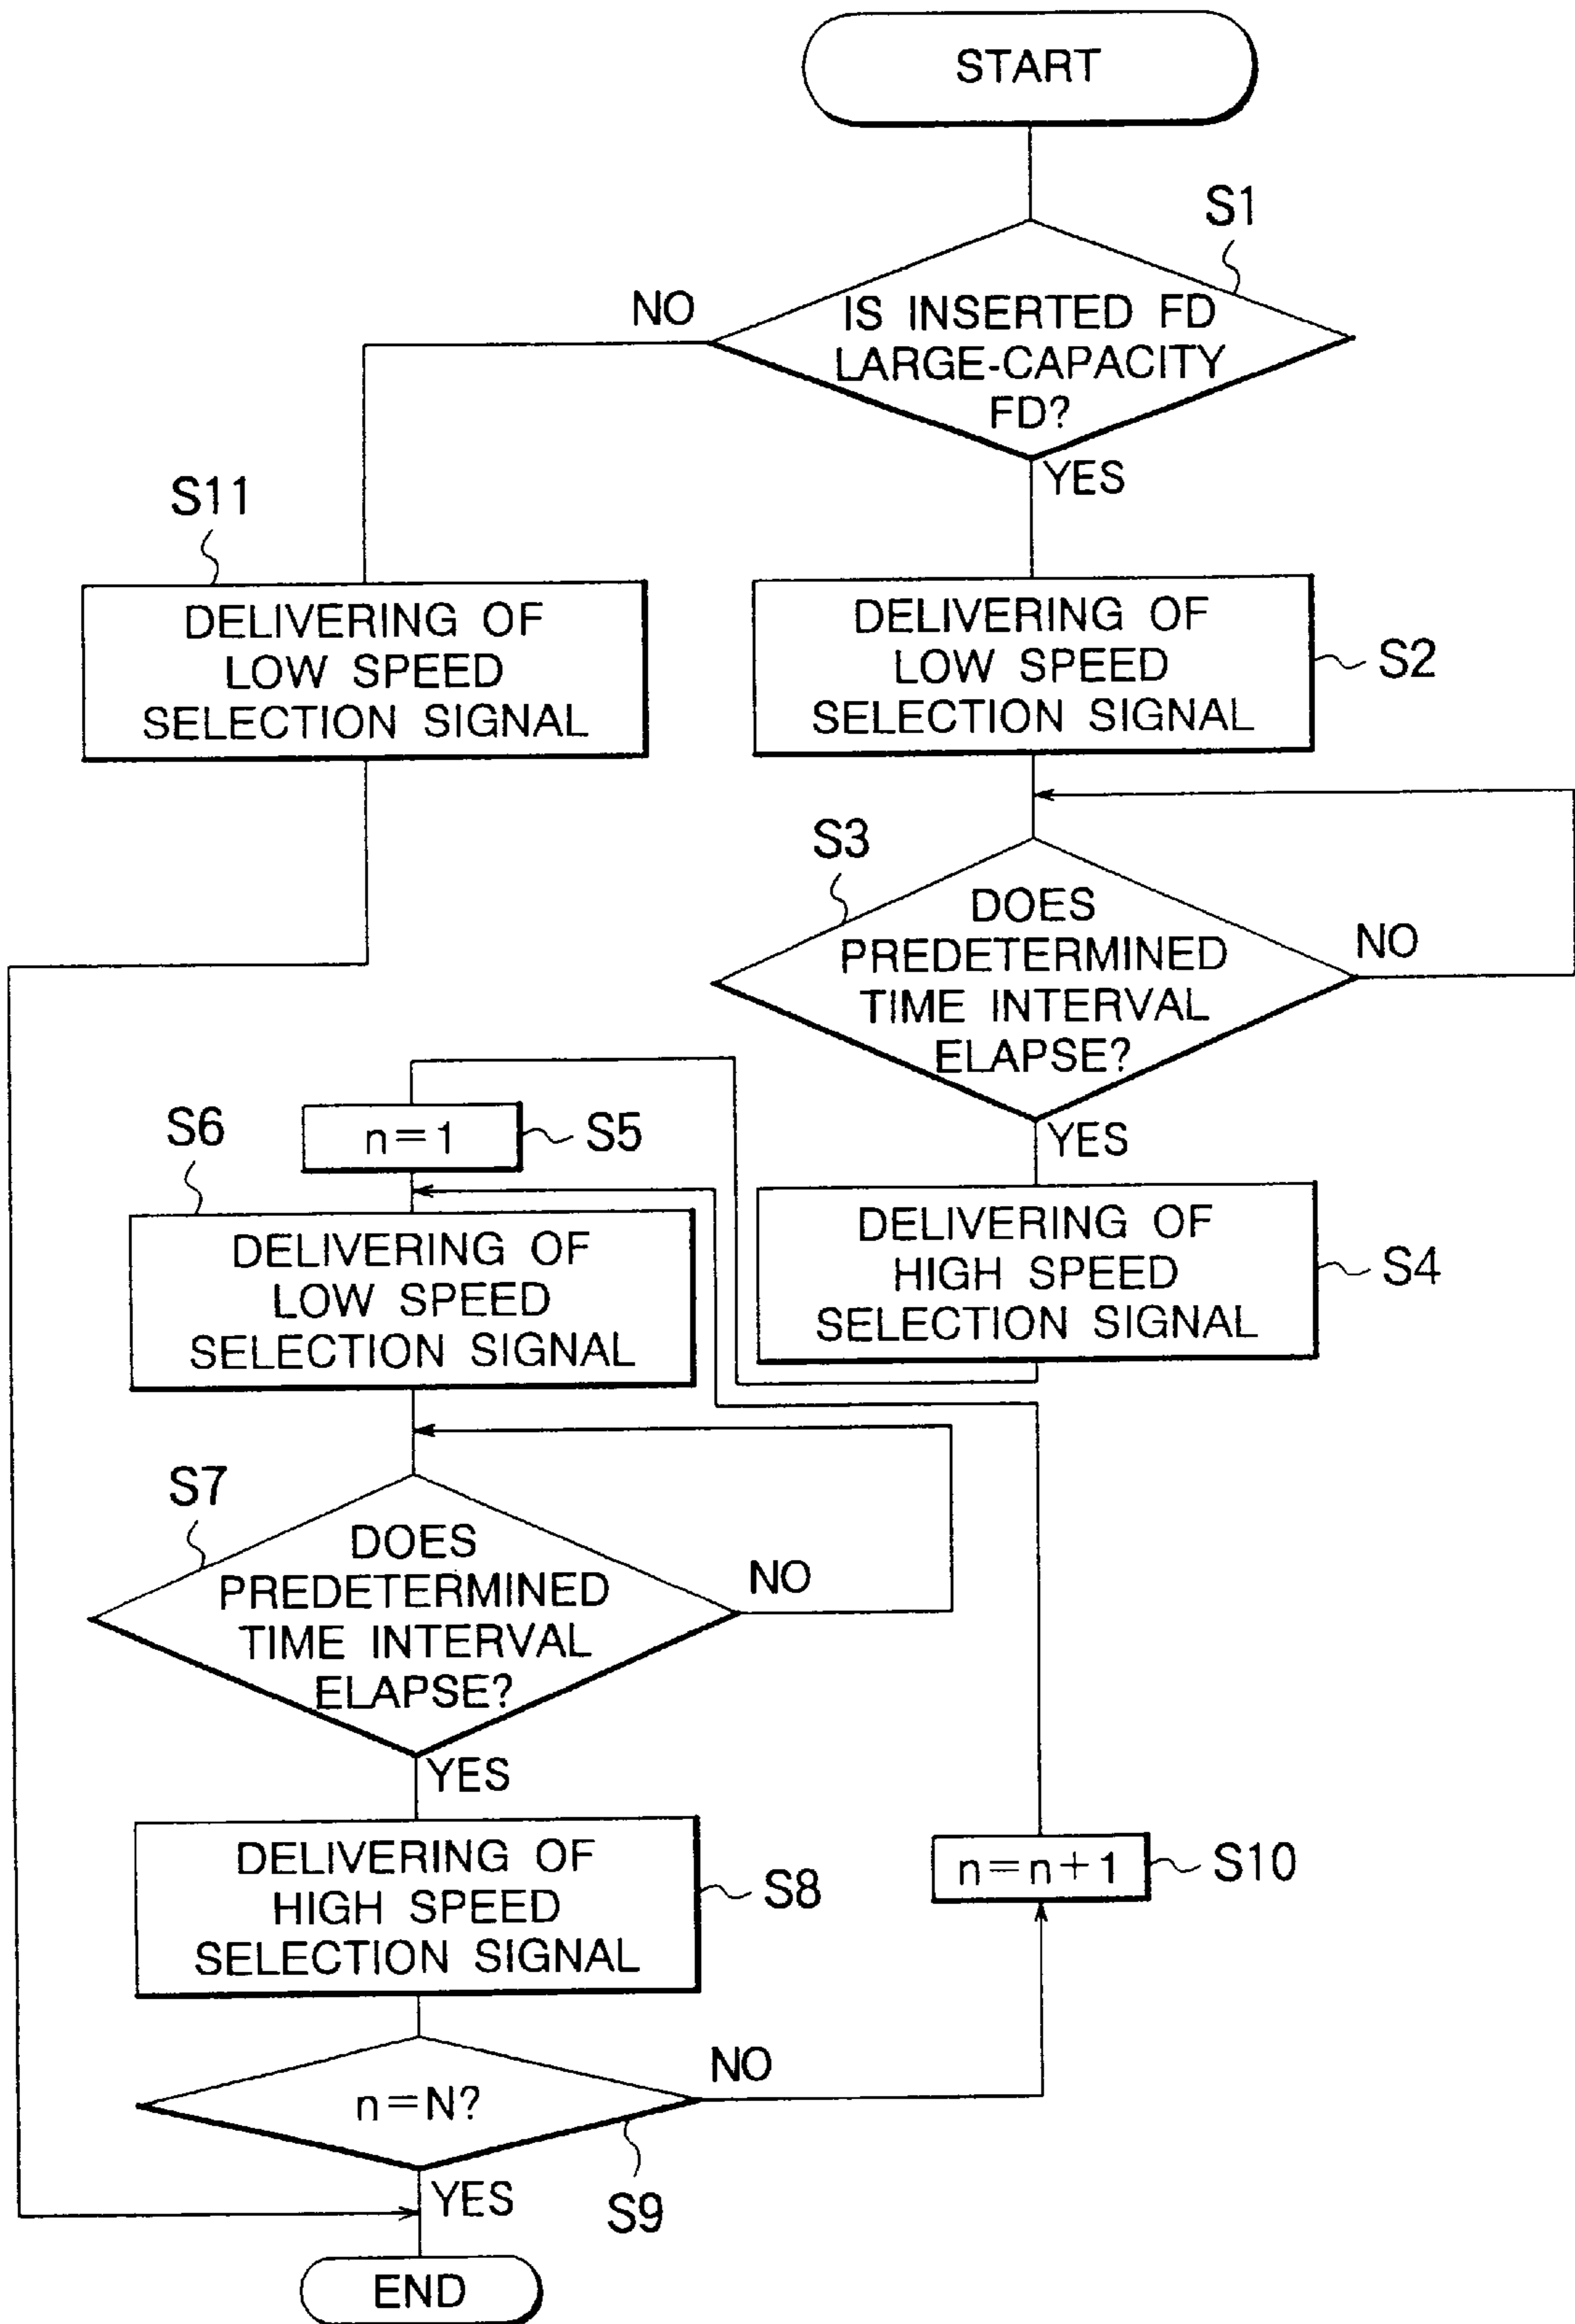 START
S1
NO
IS INSERTED FD
LARGE-CAPACITY
FD?
YES
S11
DELIVERING OF
LOW SPEED
SELECTION SIGNAL
DELIVERING OF
LOW SPEED
SELECTION SIGNAL
S2
S3
DOES
PREDETERMINED
TIME INTERVAL
ELAPSE?
NO
YES
n=1
S5
S6
DELIVERING OF
LOW SPEED
SELECTION SIGNAL
DELIVERING OF
HIGH SPEED
SELECTION SIGNAL
S4
S7
DOES
PREDETERMINED
TIME INTERVAL
ELAPSE?
NO
YES
DELIVERING OF
HIGH SPEED
SELECTION SIGNAL
S8
n=n+1
S10
n=N?
NO
YES
S9
END